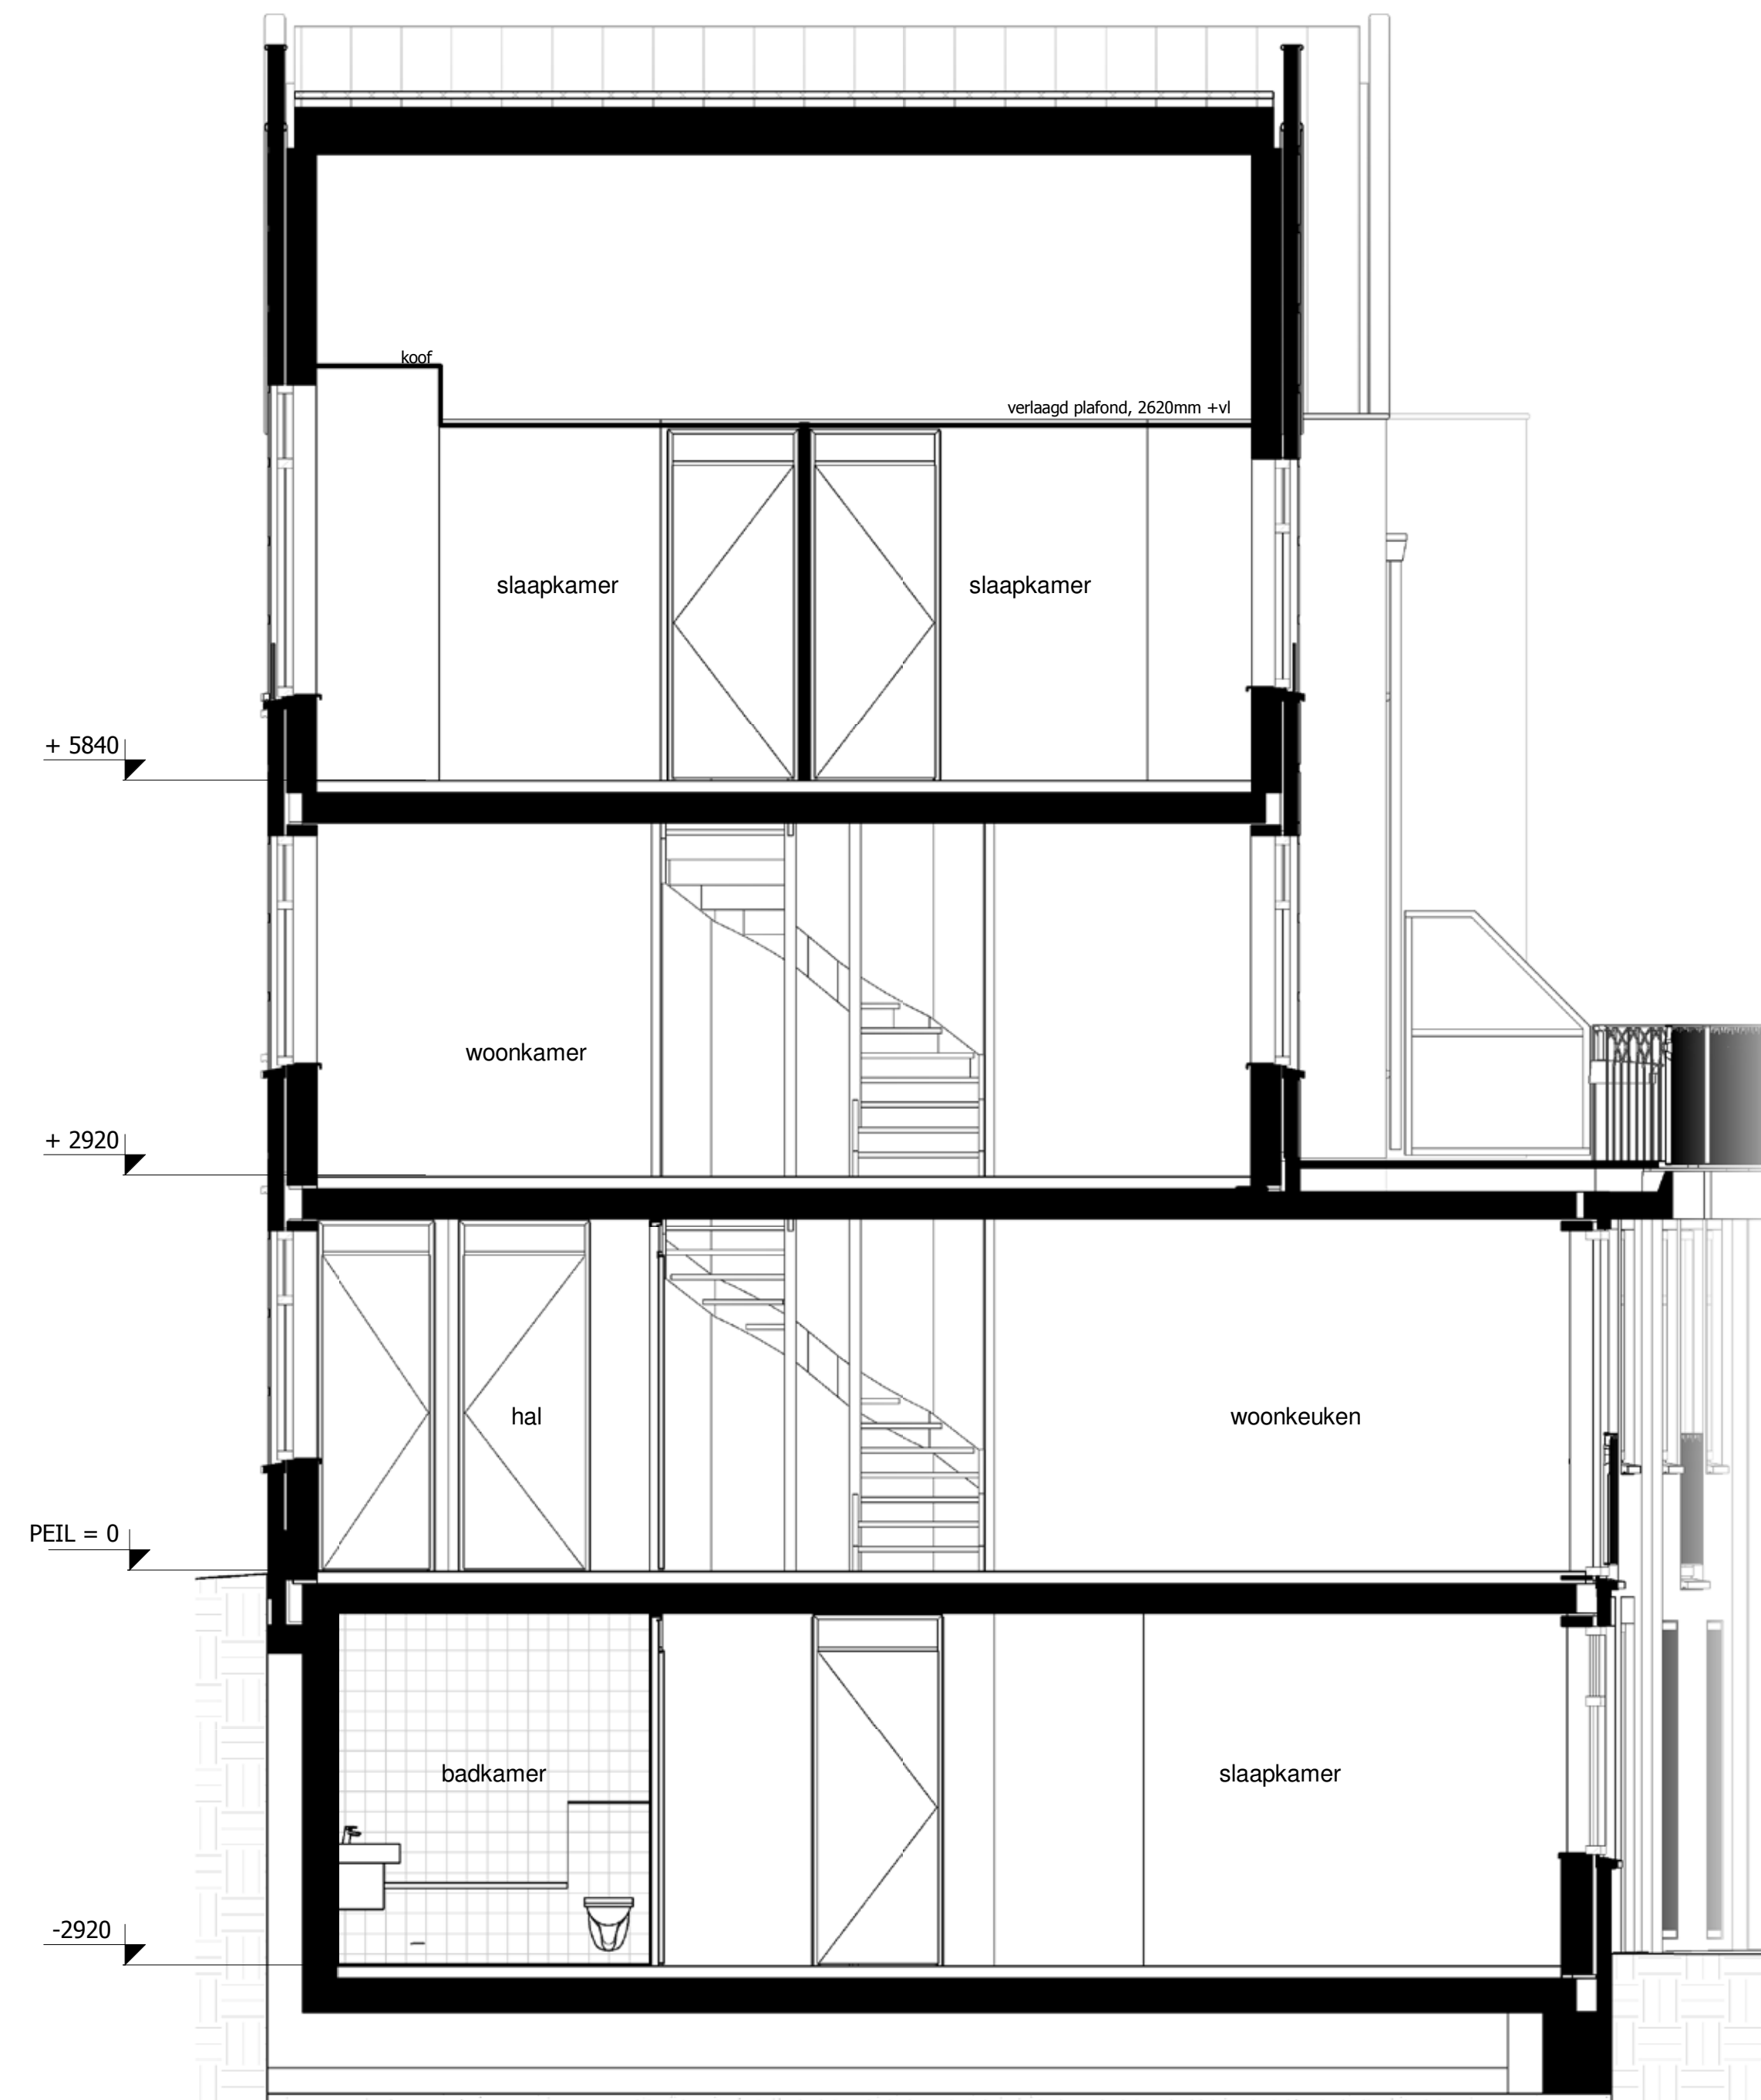 koof
verlaagd plafond, 2620mm +vl
slaapkamer
slaapkamer
+ 5840
woonkamer
+ 2920
hal
woonkeuken
PEIL = 0
badkamer
slaapkamer
-2920